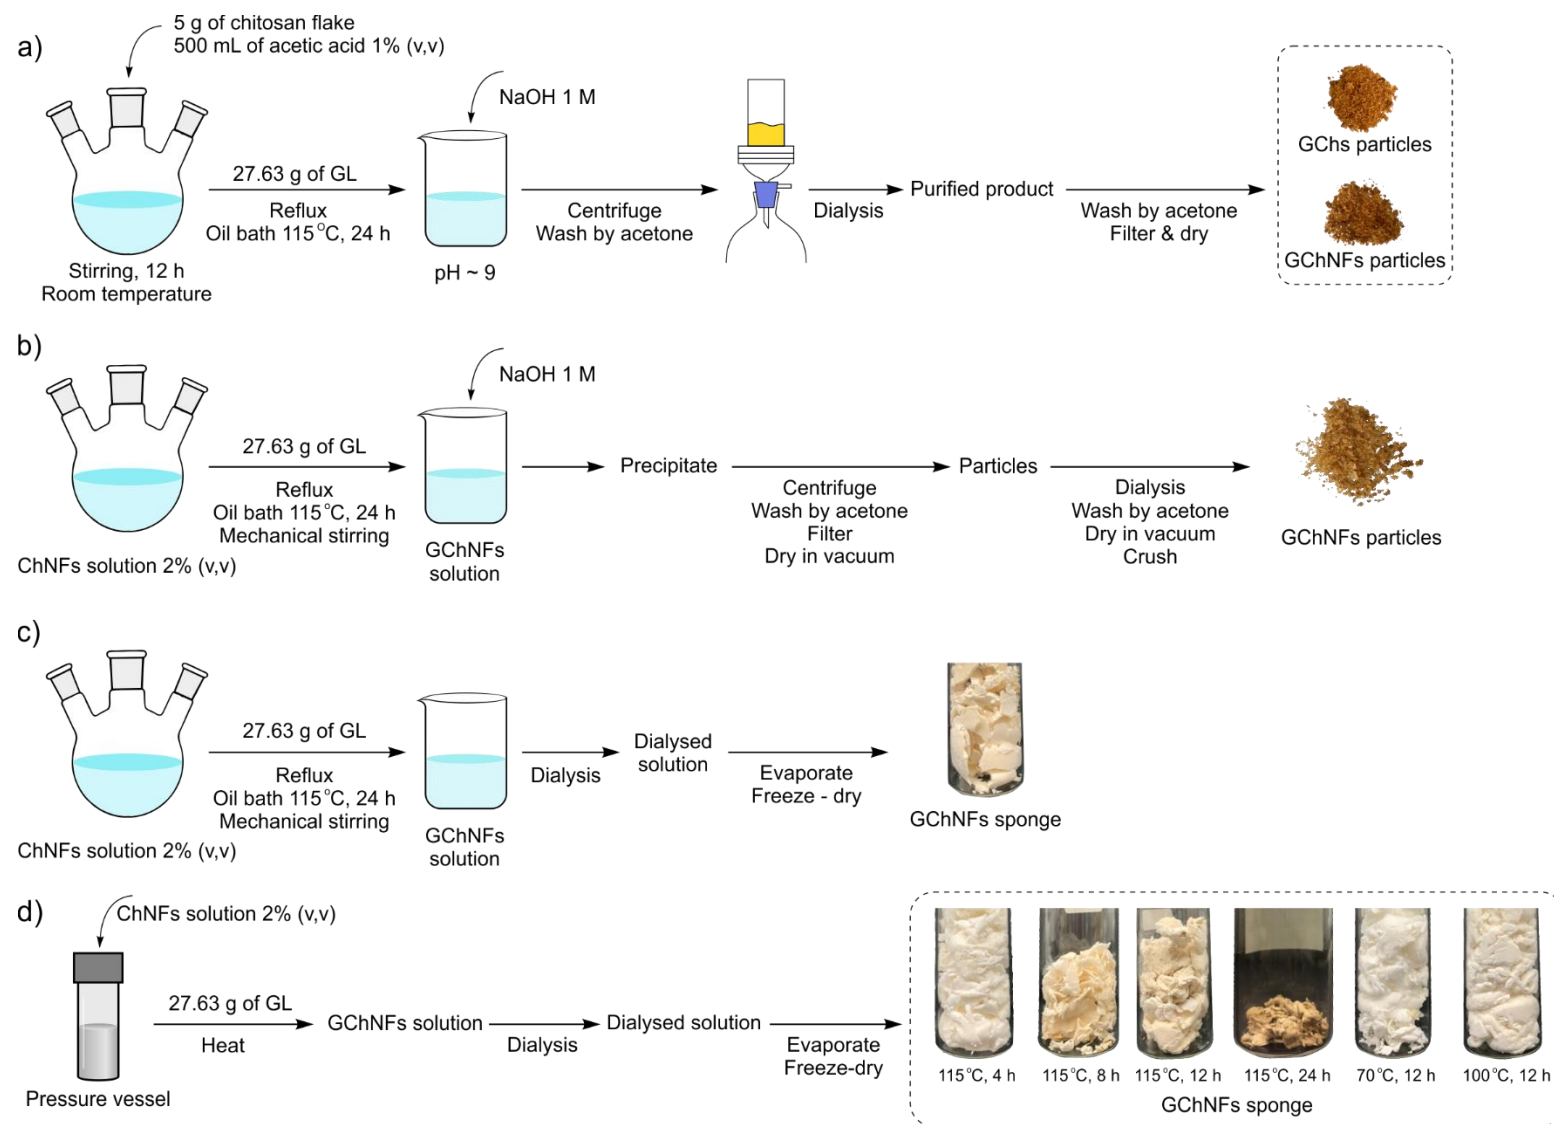 a)
5 g of chitosan flake
500 mL of acetic acid 1% (v,v)
Stirring, 12 h
Room temperature
27.63 g of GL
Reflux
Oil bath 115°C, 24 h
NaOH 1 M
pH ~ 9
Centrifuge
Wash by acetone
Dialysis
Purified product
Wash by acetone
Filter & dry
GChs particles
GChNFs particles
b)
ChNFs solution 2% (v,v)
27.63 g of GL
Reflux
Oil bath 115°C, 24 h
Mechanical stirring
NaOH 1 M
GChNFs
solution
Precipitate
Centrifuge
Wash by acetone
Filter
Dry in vacuum
Particles
Dialysis
Wash by acetone
Dry in vacuum
Crush
GChNFs particles
c)
ChNFs solution 2% (v,v)
27.63 g of GL
Reflux
Oil bath 115°C, 24 h
Mechanical stirring
GChNFs
solution
Dialysis
Dialysed
solution
Evaporate
Freeze - dry
GChNFs sponge
d)
ChNFs solution 2% (v,v)
Pressure vessel
27.63 g of GL
Heat
GChNFs solution
Dialysis
Dialysed solution
Evaporate
Freeze-dry
115°C, 4 h
115°C, 8 h
115°C, 12 h
115°C, 24 h
70°C, 12 h
100°C, 12 h
GChNFs sponge